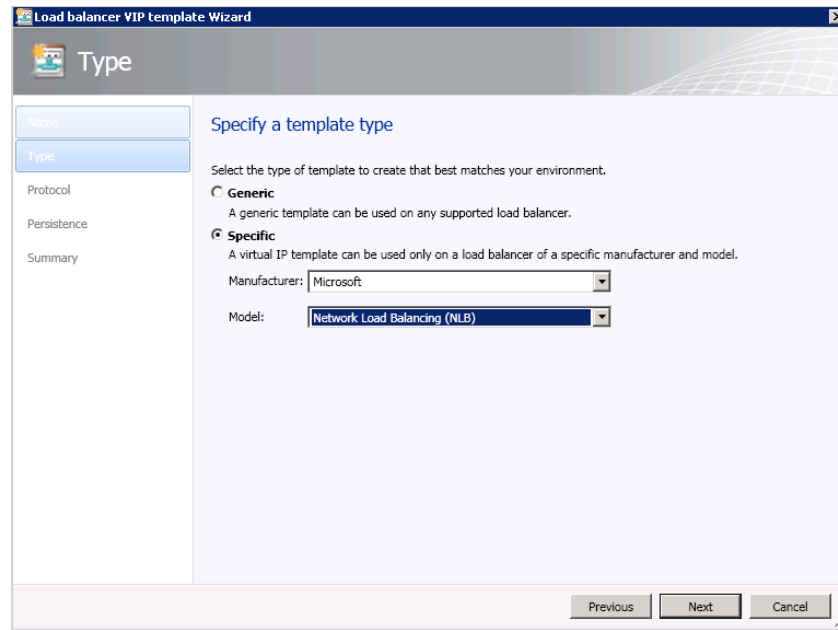 Load balancer VIP template Wizard
Type
Name
Type
Protocol
Persistence
Summary
Specify a template type
Select the type of template to create that best matches your environment.
Generic
A generic template can be used on any supported load balancer.
Specific
A virtual IP template can be used only on a load balancer of a specific manufacturer and model.
Manufacturer: Microsoft
Model: Network Load Balancing (NLB)
Previous Next Cancel